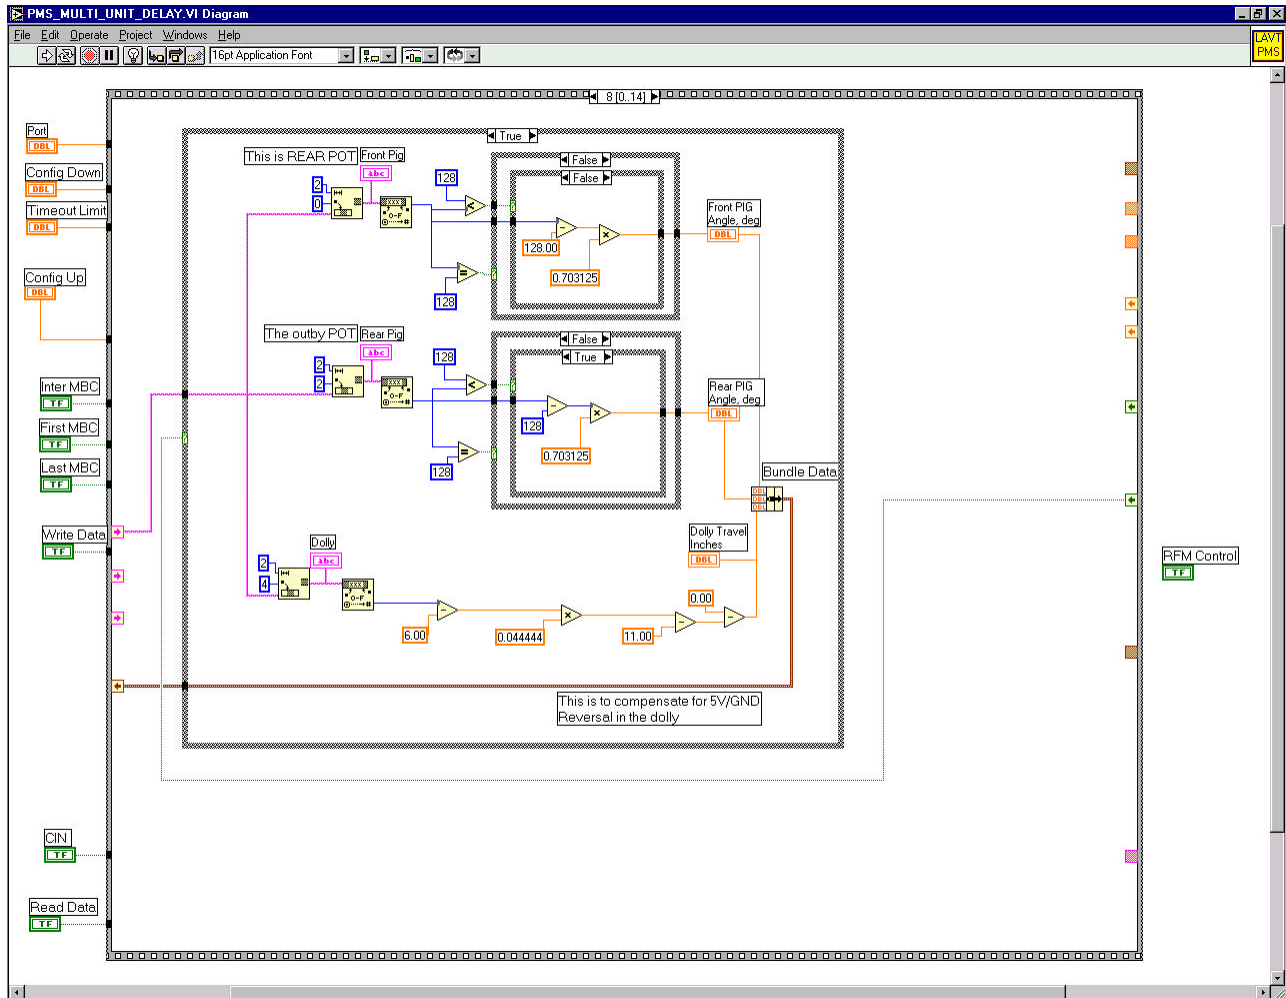 PMS_MULTI_UNIT_DELAY.VI Diagram
File Edit Operate Project Windows Help
16pt Application Font
LAVT
PMS
8 [0..14]
Port
DBL
Config Down
DBL
Timeout Limit
DBL
Config Up
DBL
Inter MBC
TF
First MBC
TF
Last MBC
TF
Write Data
TF
CIN
TF
Read Data
TF
True
This is REAR POT
Front Pig
abc
2
0
128
128
False
False
128.00
0.703125
Front PIG
Angle, deg
DBL
The outby POT
Rear Pig
abc
2
2
128
128
False
True
128
0.703125
Rear PIG
Angle, deg
DBL
Bundle Data
DBL
DBL
DBL
Dolly Travel
Inches
DBL
Dolly
abc
2
4
6.00
0.044444
11.00
0.00
This is to compensate for 5V/GND
Reversal in the dolly
RFM Control
TF